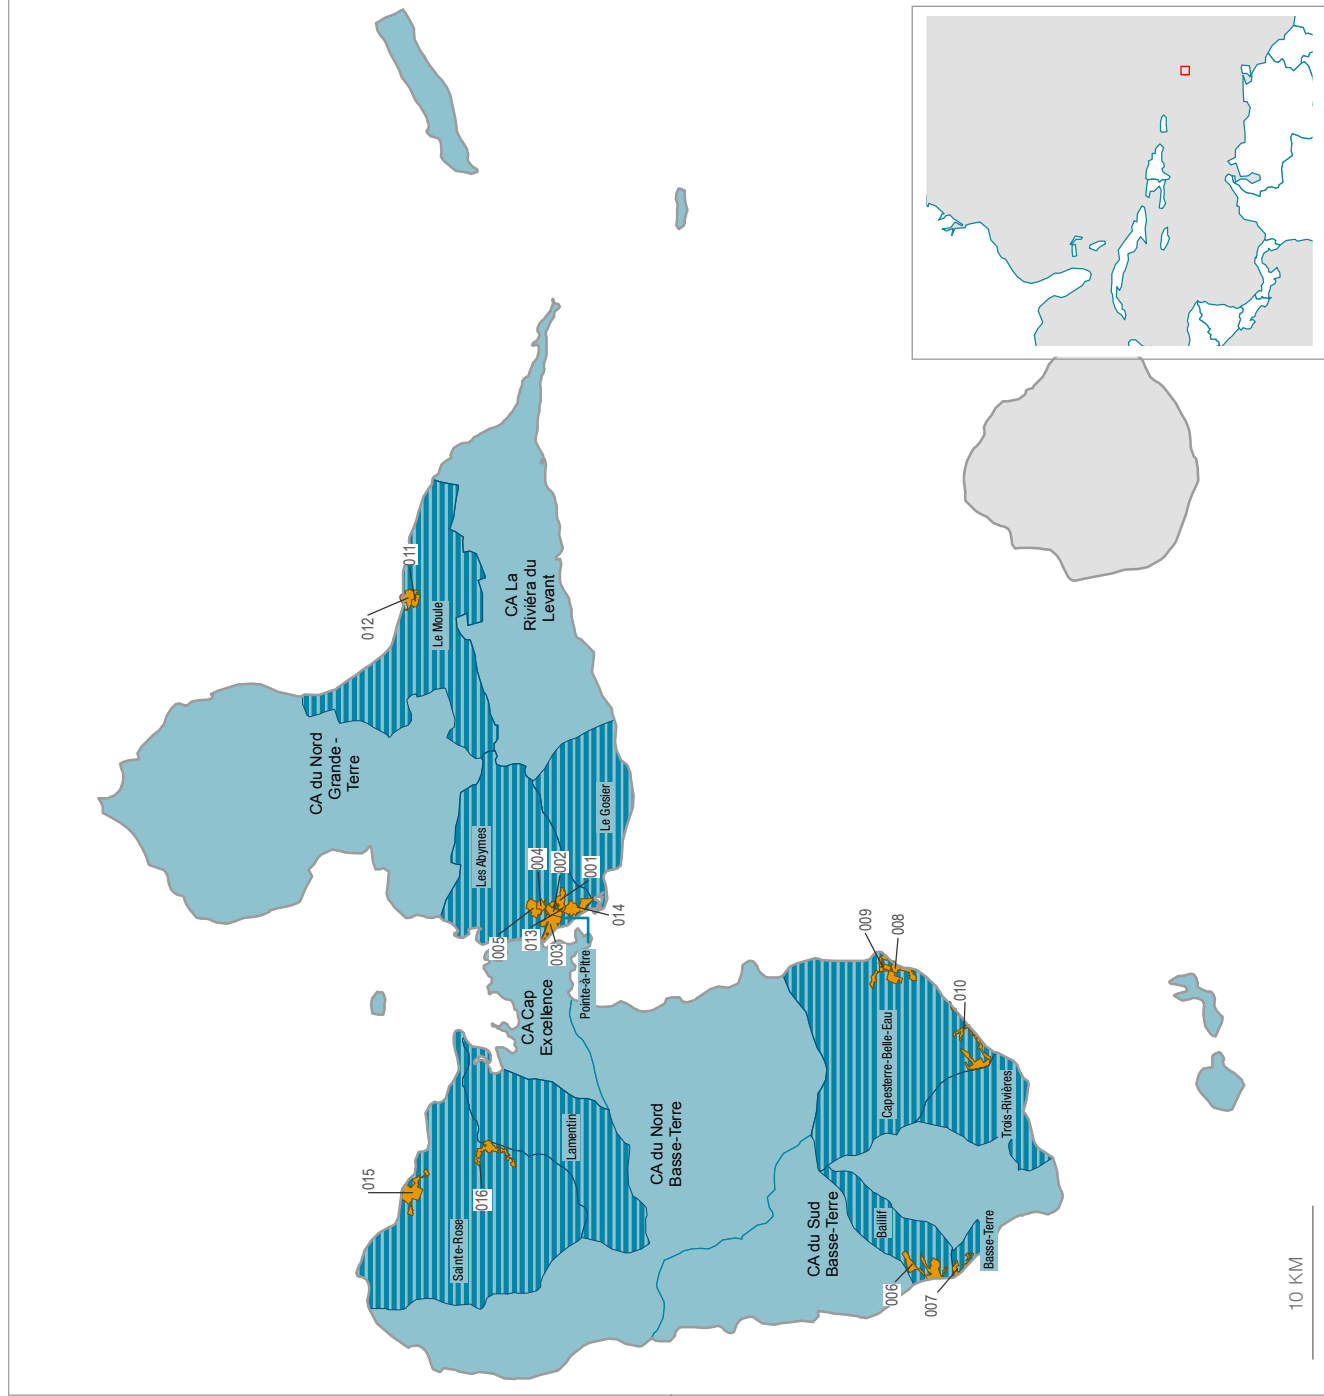 012
011
Le Moule
CA La
Riviéra du
Levant
CA du Nord
Grande -
Terre
Les Abymes
Le Gosier
004
002
001
005
013
003
014
Pointe-à-Pitre
CA Cap
Excellence
009
008
010
Capesterre-Belle-Eau
Trois-Rivières
CA du Nord
Basse-Terre
Lamentin
015
016
Sainte-Rose
CA du Sud
Basse-Terre
Baillif
Basse-Terre
006
007
10 KM